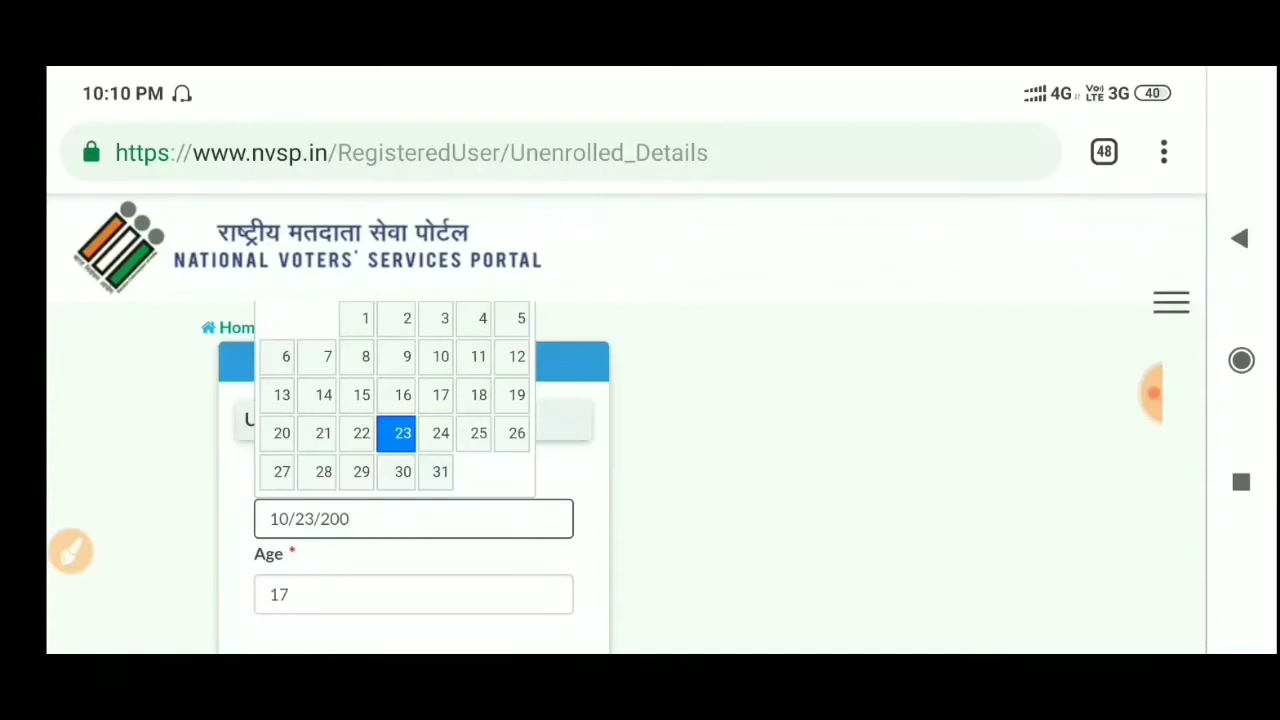 10:10 PM 4G VoI) LTE 3G 40
https://www.nvsp.in/RegisteredUser/Unenrolled_Details 48
राष्ट्रीय मतदाता सेवा पोर्टल
NATIONAL VOTERS' SERVICES PORTAL
Hom
1 2 3 4 5
6 7 8 9 10 11 12
13 14 15 16 17 18 19
U
20 21 22 23 24 25 26
27 28 29 30 31
10/23/200
Age *
17